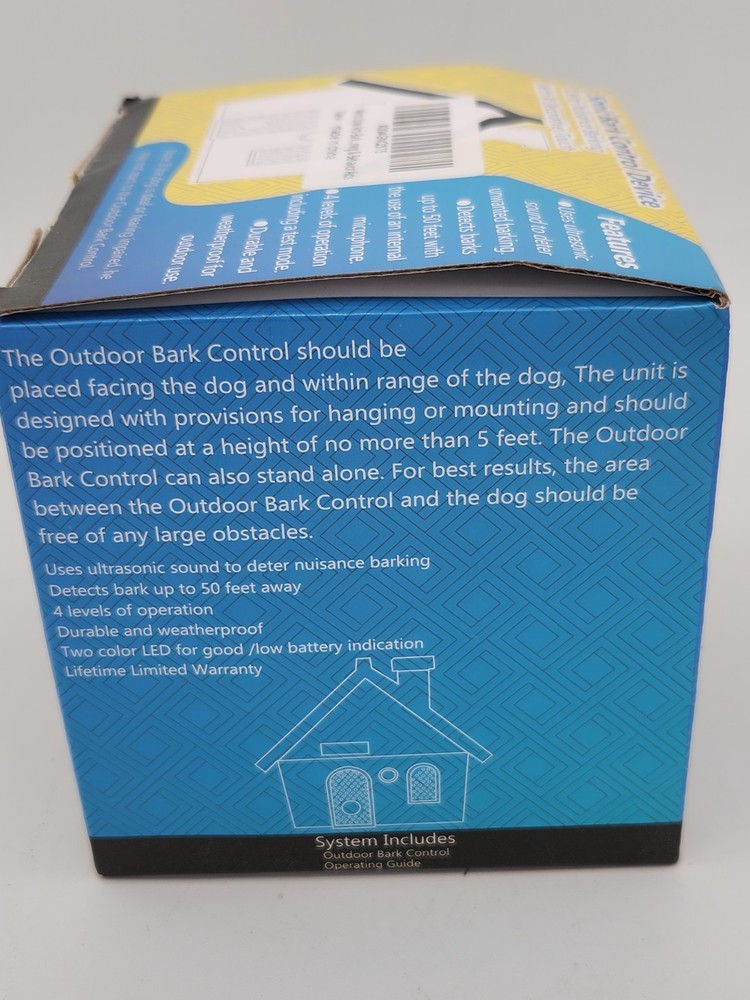 The Outdoor Bark Control should be
placed facing the dog and within range of the dog, The unit is
designed with provisions for hanging or mounting and should
be positioned at a height of no more than 5 feet. The Outdoor
Bark Control can also stand alone. For best results, the area
between the Outdoor Bark Control and the dog should be
free of any large obstacles.
Uses ultrasonic sound to deter nuisance barking
Detects bark up to 50 feet away
4 levels of operation
Durable and weatherproof
Two color LED for good /low battery indication
Lifetime Limited Warranty
System Includes
Outdoor Bark Control
Operating Guide
Bark Control Device
Features
● Uses ultrasonic
sound to deter
unwanted barking.
● Detects barks
up to 50 feet with
the use of an internal
microphone.
● 4 levels of operation
including a test mode.
● Durable and
weatherproof for
outdoor use.
Outdoor Bark Control.